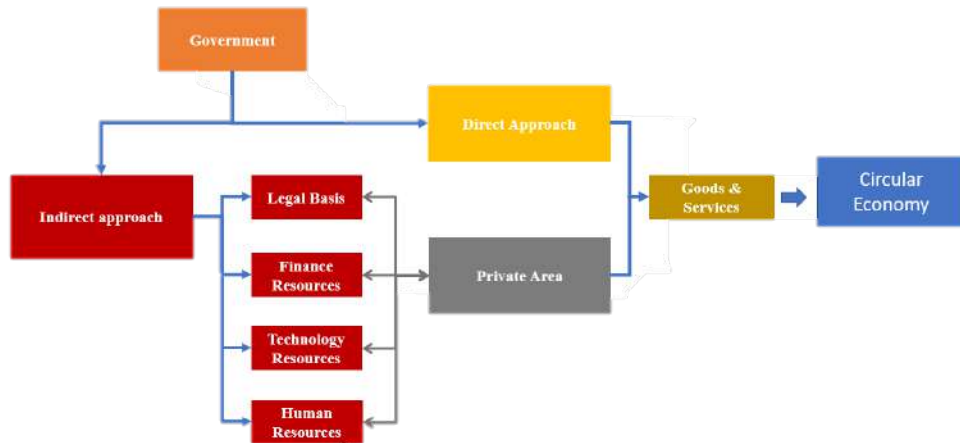 Government
Direct Approach
Indirect approach
Legal Basis
Goods &
Services
Circular
Economy
Finance
Resources
Private Area
Technology
Resources
Human
Resources